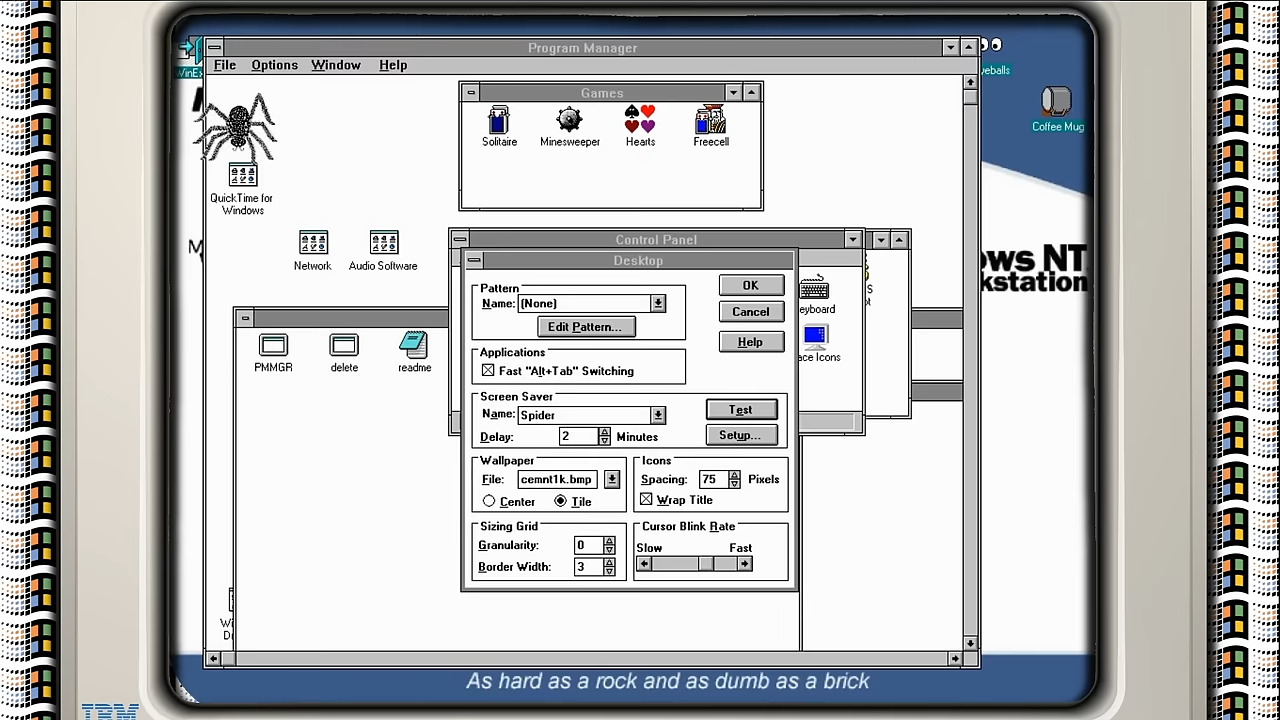 Program Manager
WinEx
File Options Window Help
eyeballs
Games
Coffee Mug
Solitaire Minesweeper Hearts Freecell
QuickTime for
Windows
Control Panel
Network Audio Software
Desktop
ows NT
kstation
Pattern
Name: (None)
OK
Edit Pattern...
Cancel
eyboard
Help
Applications
ace Icons
PMMGR delete readme
Fast "Alt+Tab" Switching
Screen Saver
Name: Spider
Test
Delay: 2 Minutes
Setup...
Wallpaper
File: cemnt1k.bmp
Center Tile
Icons
Spacing: 75 Pixels
Wrap Title
Sizing Grid
Granularity: 0
Border Width: 3
Cursor Blink Rate
Slow Fast
As hard as a rock and as dumb as a brick
IBM